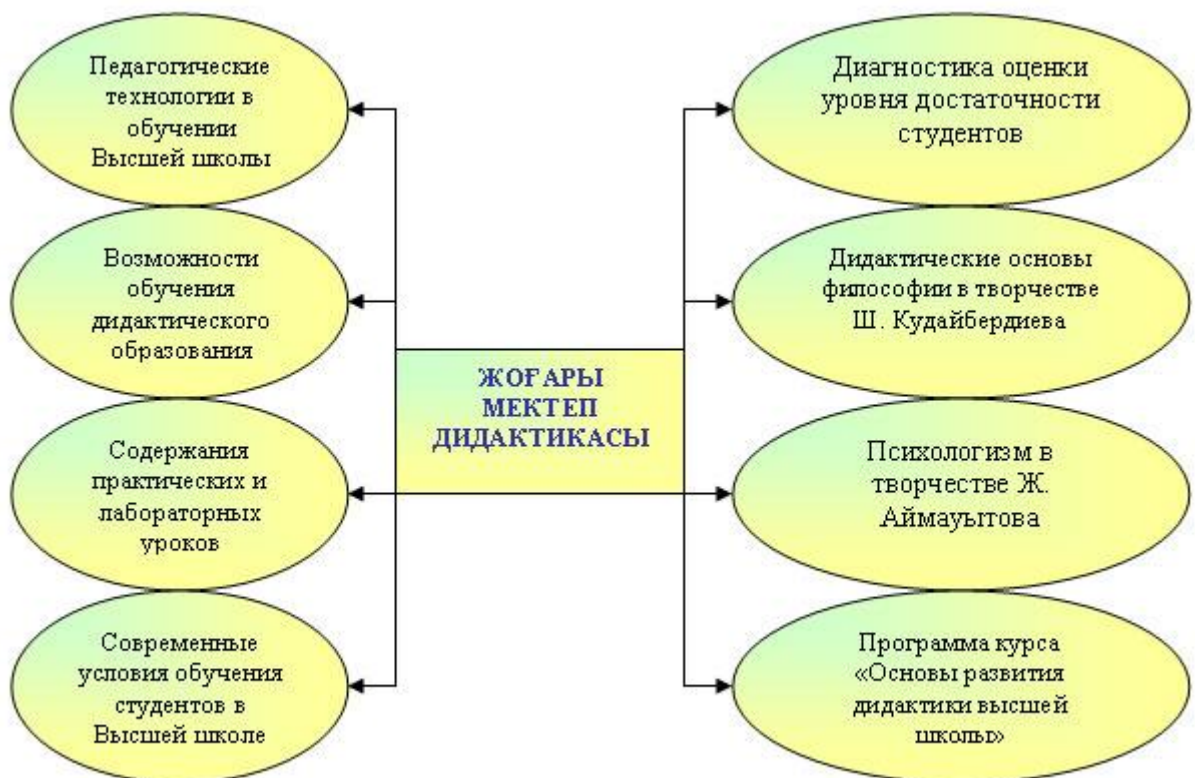 Педагогические
технологии в
обучении
Высшей школы
Возможности
обучения
дидактического
образования
Содержания
практических и
лабораторных
уроков
Современные
условия обучения
студентов в
Высшей школе
ЖОҒАРЫ
МЕКТЕП
ДИДАКТИКАСЫ
Диагностика оценки
уровня достаточности
студентов
Дидактические основы
философии в творчестве
Ш. Кудайбердиева
Психологизм в
творчестве Ж.
Аймауытова
Программа курса
«Основы развития
дидактики высшей
школы»